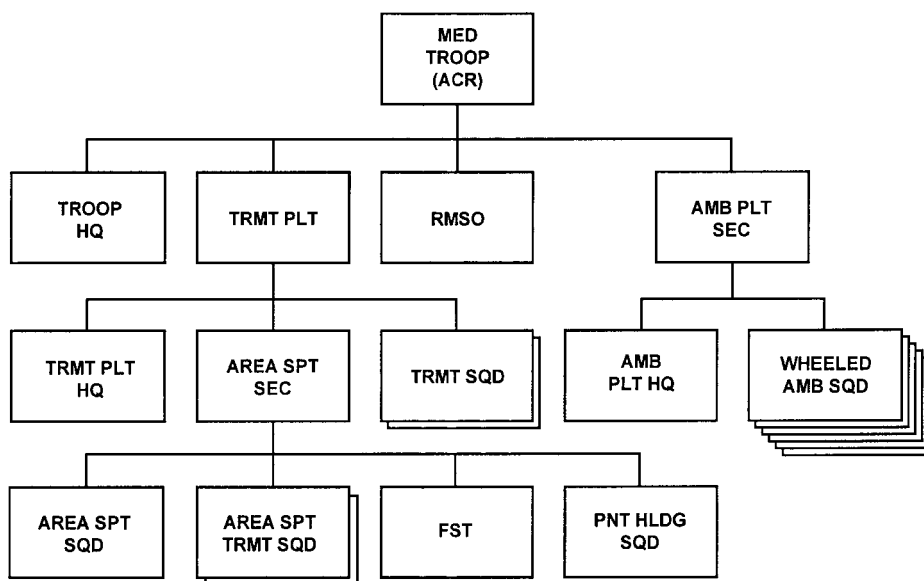 MED
TROOP
(ACR)
TROOP
HQ
TRMT PLT
RMSO
AMB PLT
SEC
TRMT PLT
HQ
AREA SPT
SEC
TRMT SQD
AMB
PLT HQ
WHEELED
AMB SQD
AREA SPT
SQD
AREA SPT
TRMT SQD
FST
PNT HLDG
SQD